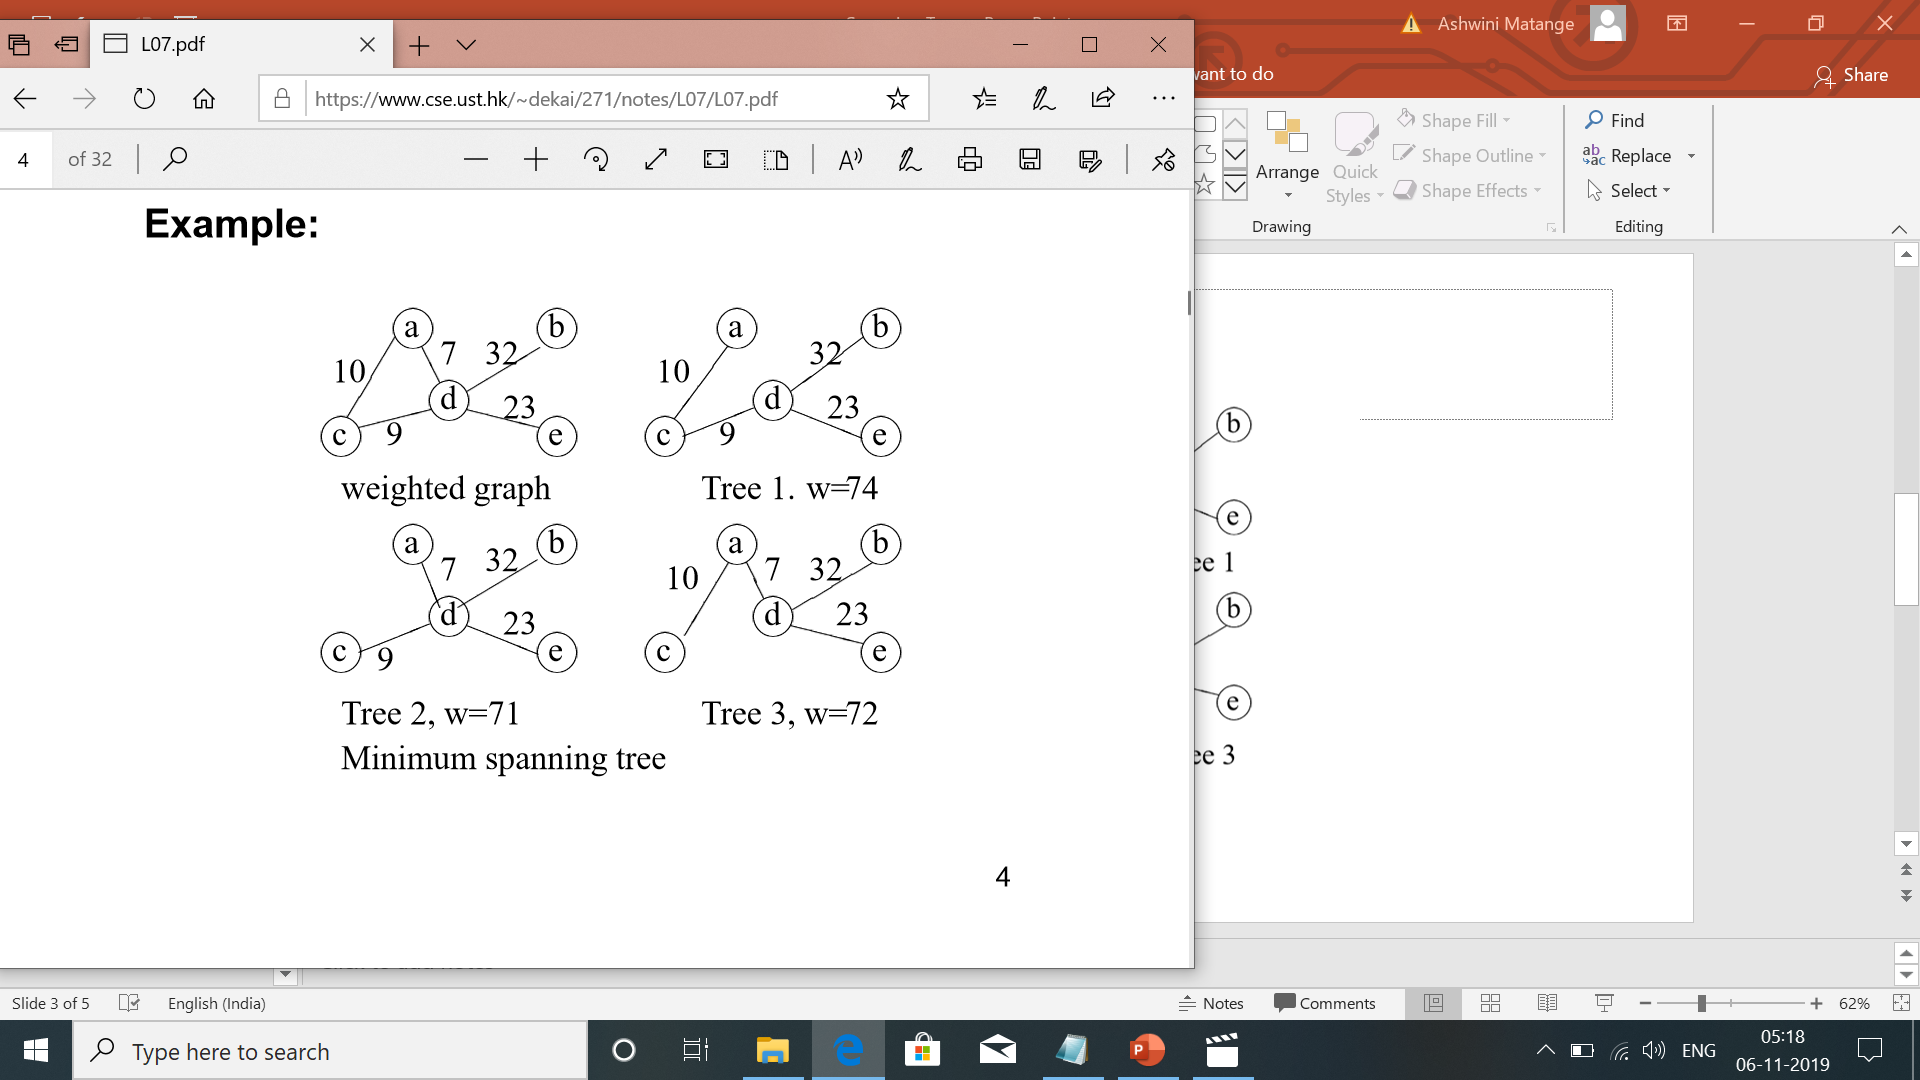 L07.pdf
Ashwini Matange
want to do
Share
https://www.cse.ust.hk/~dekai/271/notes/L07/L07.pdf
4 of 32
Arrange
Quick Styles
Shape Fill
Shape Outline
Shape Effects
Drawing
Find
Replace
Select
Editing
Example:
a b
10 7 32
d
23
c 9 e
weighted graph
a b
10 32
d
23
c 9 e
Tree 1. w=74
a b
7 32
d
23
c 9 e
Tree 2, w=71
Minimum spanning tree
a b
10 7 32
d 23
c e
Tree 3, w=72
4
b
e
ee 1
b
e
ee 3
Slide 3 of 5
English (India)
Notes
Comments
62%
Type here to search
ENG
05:18
06-11-2019